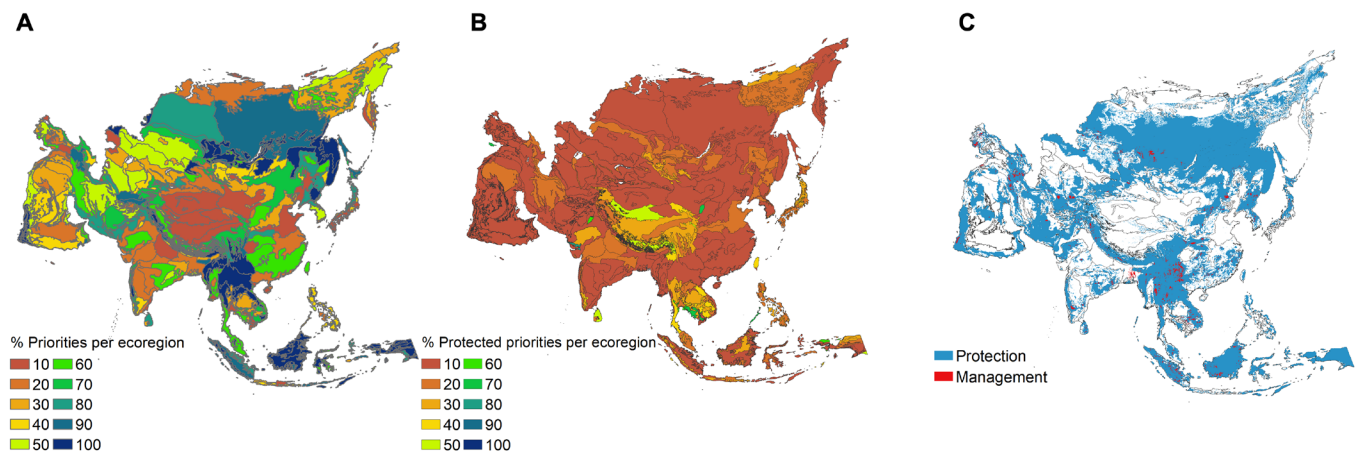 A
B
C
% Priorities per ecoregion
10 60
20 70
30 80
40 90
50 100
% Protected priorities per ecoregion
10 60
20 70
30 80
40 90
50 100
Protection
Management